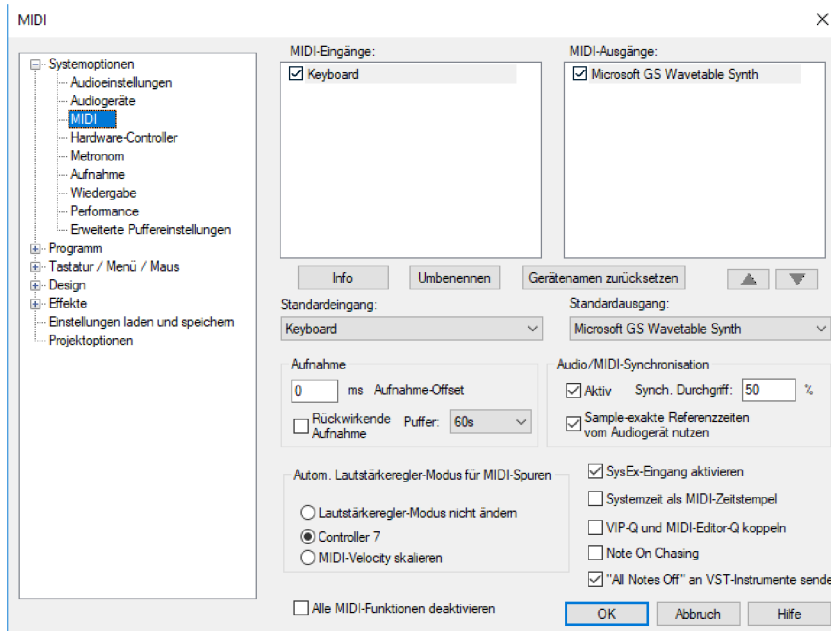 MIDI
Systemoptionen
Audioeinstellungen
Audiogeräte
MIDI
Hardware-Controller
Metronom
Aufnahme
Wiedergabe
Performance
Erweiterte Puffereinstellungen
Programm
Tastatur / Menü / Maus
Design
Effekte
Einstellungen laden und speichern
Projektoptionen
MIDI-Eingänge:
Keyboard
MIDI-Ausgänge:
Microsoft GS Wavetable Synth
Info
Umbenennen
Gerätenamen zurücksetzen
Standardeingang:
Keyboard
Standardausgang:
Microsoft GS Wavetable Synth
Aufnahme
0 ms Aufnahme-Offset
Rückwirkende
Aufnahme
Puffer: 60s
Audio/MIDI-Synchronisation
Aktiv Synch. Durchgriff: 50 %
Sample-exakte Referenzzeiten
vom Audiogerät nutzen
Autom. Lautstärkeregler-Modus für MIDI-Spuren
Lautstärkeregler-Modus nicht ändern
Controller 7
MIDI-Velocity skalieren
SysEx-Eingang aktivieren
Systemzeit als MIDI-Zeitstempel
VIP-Q und MIDI-Editor-Q koppeln
Note On Chasing
"All Notes Off" an VST-Instrumente sende
Alle MIDI-Funktionen deaktivieren
OK
Abbruch
Hilfe